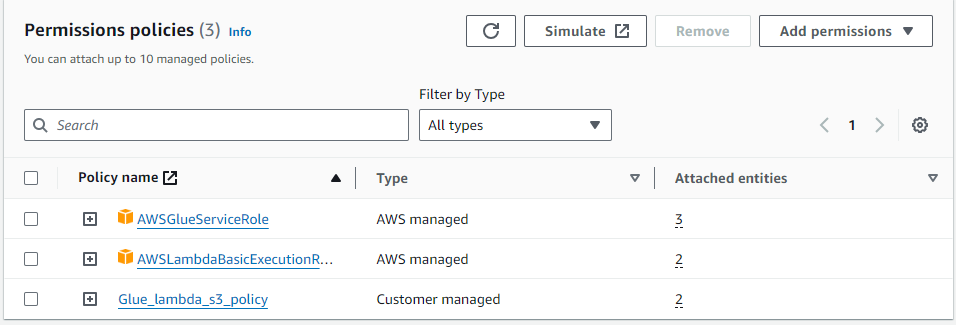 Permissions policies (3) Info
Simulate Remove Add permissions
You can attach up to 10 managed policies.
Filter by Type
Search All types 1
Policy name Type Attached entities
AWSGlueServiceRole AWS managed 3
AWSLambdaBasicExecutionR... AWS managed 2
Glue_lambda_s3_policy Customer managed 2